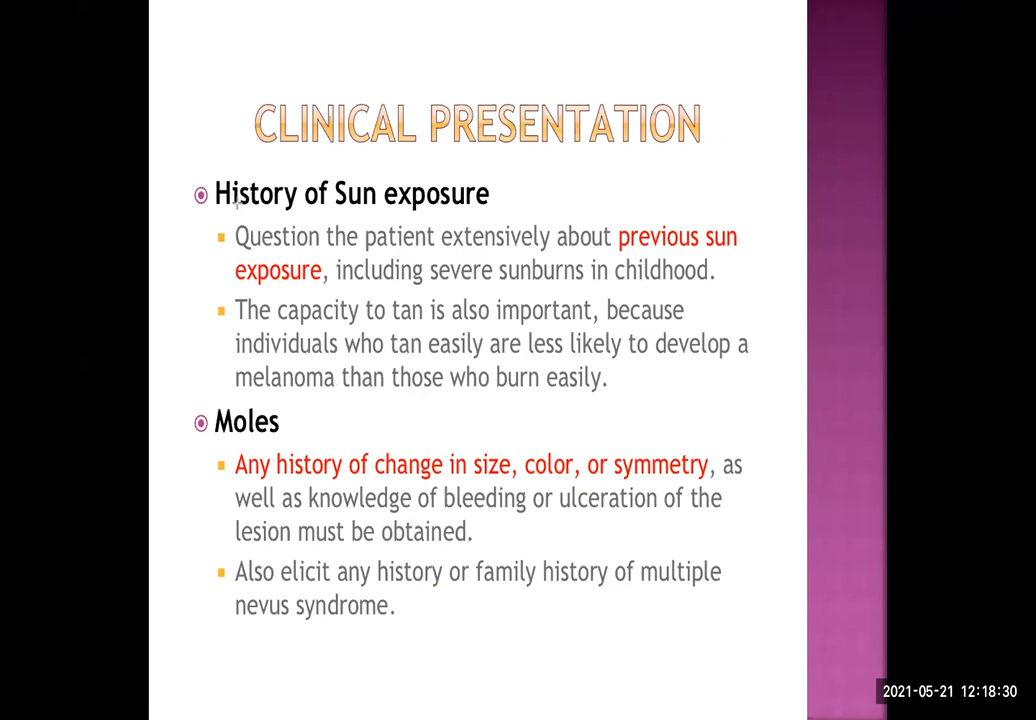 CLINICAL PRESENTATION
History of Sun exposure
Question the patient extensively about previous sun
exposure, including severe sunburns in childhood.
The capacity to tan is also important, because
individuals who tan easily are less likely to develop a
melanoma than those who burn easily.
Moles
Any history of change in size, color, or symmetry, as
well as knowledge of bleeding or ulceration of the
lesion must be obtained.
Also elicit any history or family history of multiple
nevus syndrome.
2021-05-21 12:18:30